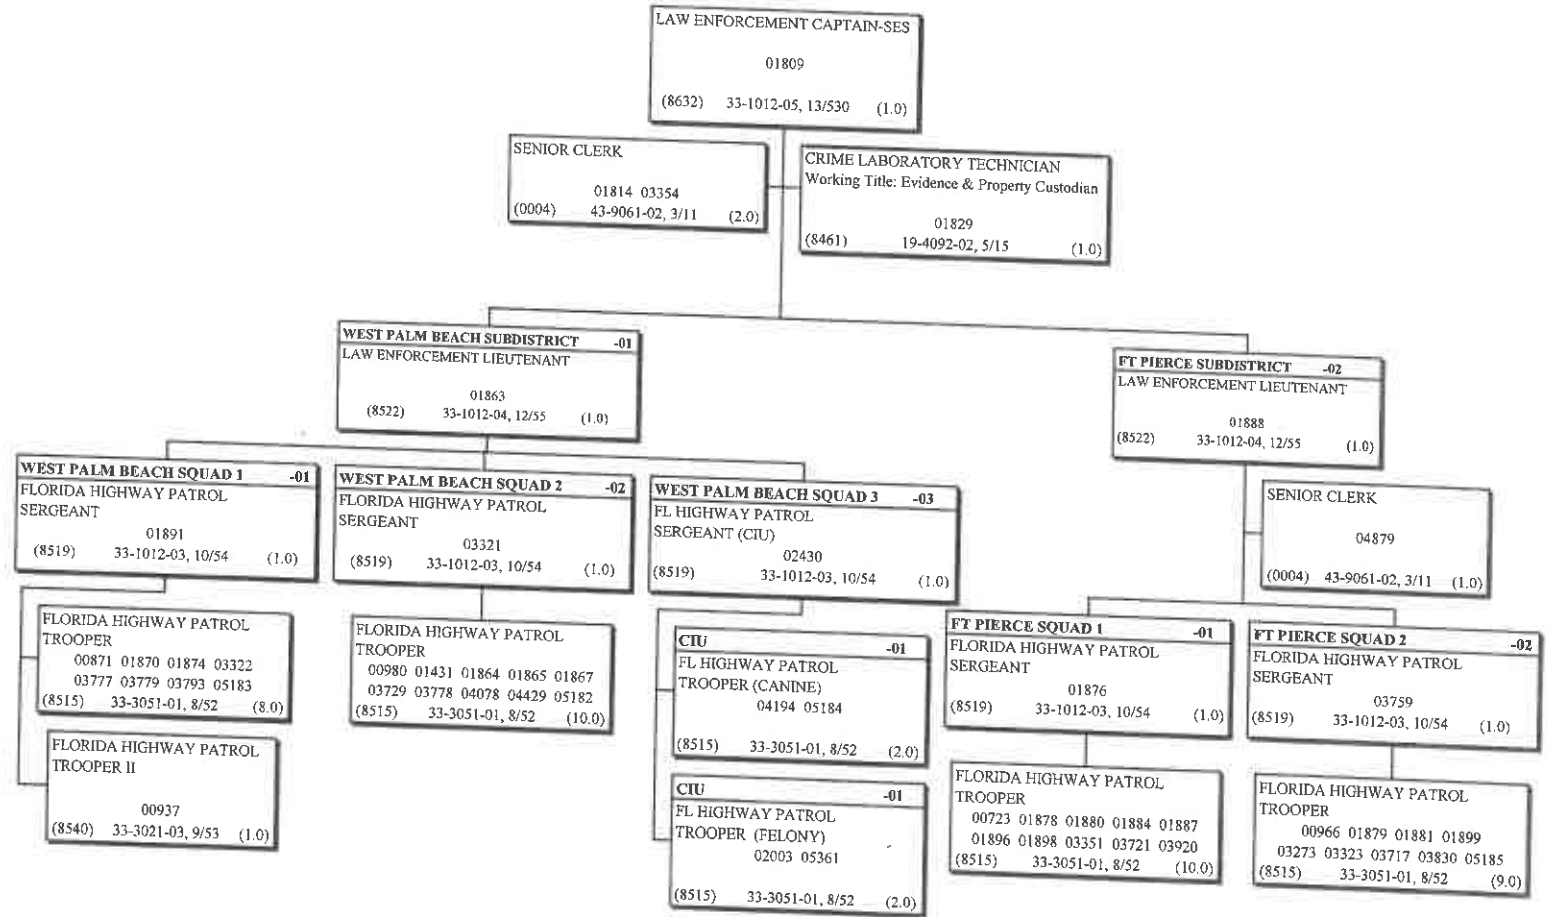 LAW ENFORCEMENT CAPTAIN-SES
01809
(8632) 33-1012-05, 13/530 (1.0)
SENIOR CLERK
01814 03354
(0004) 43-9061-02, 3/11 (2.0)
CRIME LABORATORY TECHNICIAN
Working Title: Evidence & Property Custodian
01829
(8461) 19-4092-02, 5/15 (1.0)
WEST PALM BEACH SUBDISTRICT -01
LAW ENFORCEMENT LIEUTENANT
01863
(8522) 33-1012-04, 12/55 (1.0)
FT PIERCE SUBDISTRICT -02
LAW ENFORCEMENT LIEUTENANT
01888
(8522) 33-1012-04, 12/55 (1.0)
WEST PALM BEACH SQUAD 1 -01
FLORIDA HIGHWAY PATROL
SERGEANT
01891
(8519) 33-1012-03, 10/54 (1.0)
WEST PALM BEACH SQUAD 2 -02
FLORIDA HIGHWAY PATROL
SERGEANT
03321
(8519) 33-1012-03, 10/54 (1.0)
WEST PALM BEACH SQUAD 3 -03
FL HIGHWAY PATROL
SERGEANT (CIU)
02430
(8519) 33-1012-03, 10/54 (1.0)
SENIOR CLERK
04879
(0004) 43-9061-02, 3/11 (1.0)
FLORIDA HIGHWAY PATROL
TROOPER
00871 01870 01874 03322
03777 03779 03793 05183
(8515) 33-3051-01, 8/52 (8.0)
FLORIDA HIGHWAY PATROL
TROOPER II
00937
(8540) 33-3021-03, 9/53 (1.0)
FLORIDA HIGHWAY PATROL
TROOPER
00980 01431 01864 01865 01867
03729 03778 04078 04429 05182
(8515) 33-3051-01, 8/52 (10.0)
CIU -01
FL HIGHWAY PATROL
TROOPER (CANINE)
04194 05184
(8515) 33-3051-01, 8/52 (2.0)
CIU -01
FL HIGHWAY PATROL
TROOPER (FELONY)
02003 05361
(8515) 33-3051-01, 8/52 (2.0)
FT PIERCE SQUAD 1 -01
FLORIDA HIGHWAY PATROL
SERGEANT
01876
(8519) 33-1012-03, 10/54 (1.0)
FT PIERCE SQUAD 2 -02
FLORIDA HIGHWAY PATROL
SERGEANT
03759
(8519) 33-1012-03, 10/54 (1.0)
FLORIDA HIGHWAY PATROL
TROOPER
00723 01878 01880 01884 01887
01896 01898 03351 03721 03920
(8515) 33-3051-01, 8/52 (10.0)
FLORIDA HIGHWAY PATROL
TROOPER
00966 01879 01881 01899
03273 03323 03717 03830 05185
(8515) 33-3051-01, 8/52 (9.0)